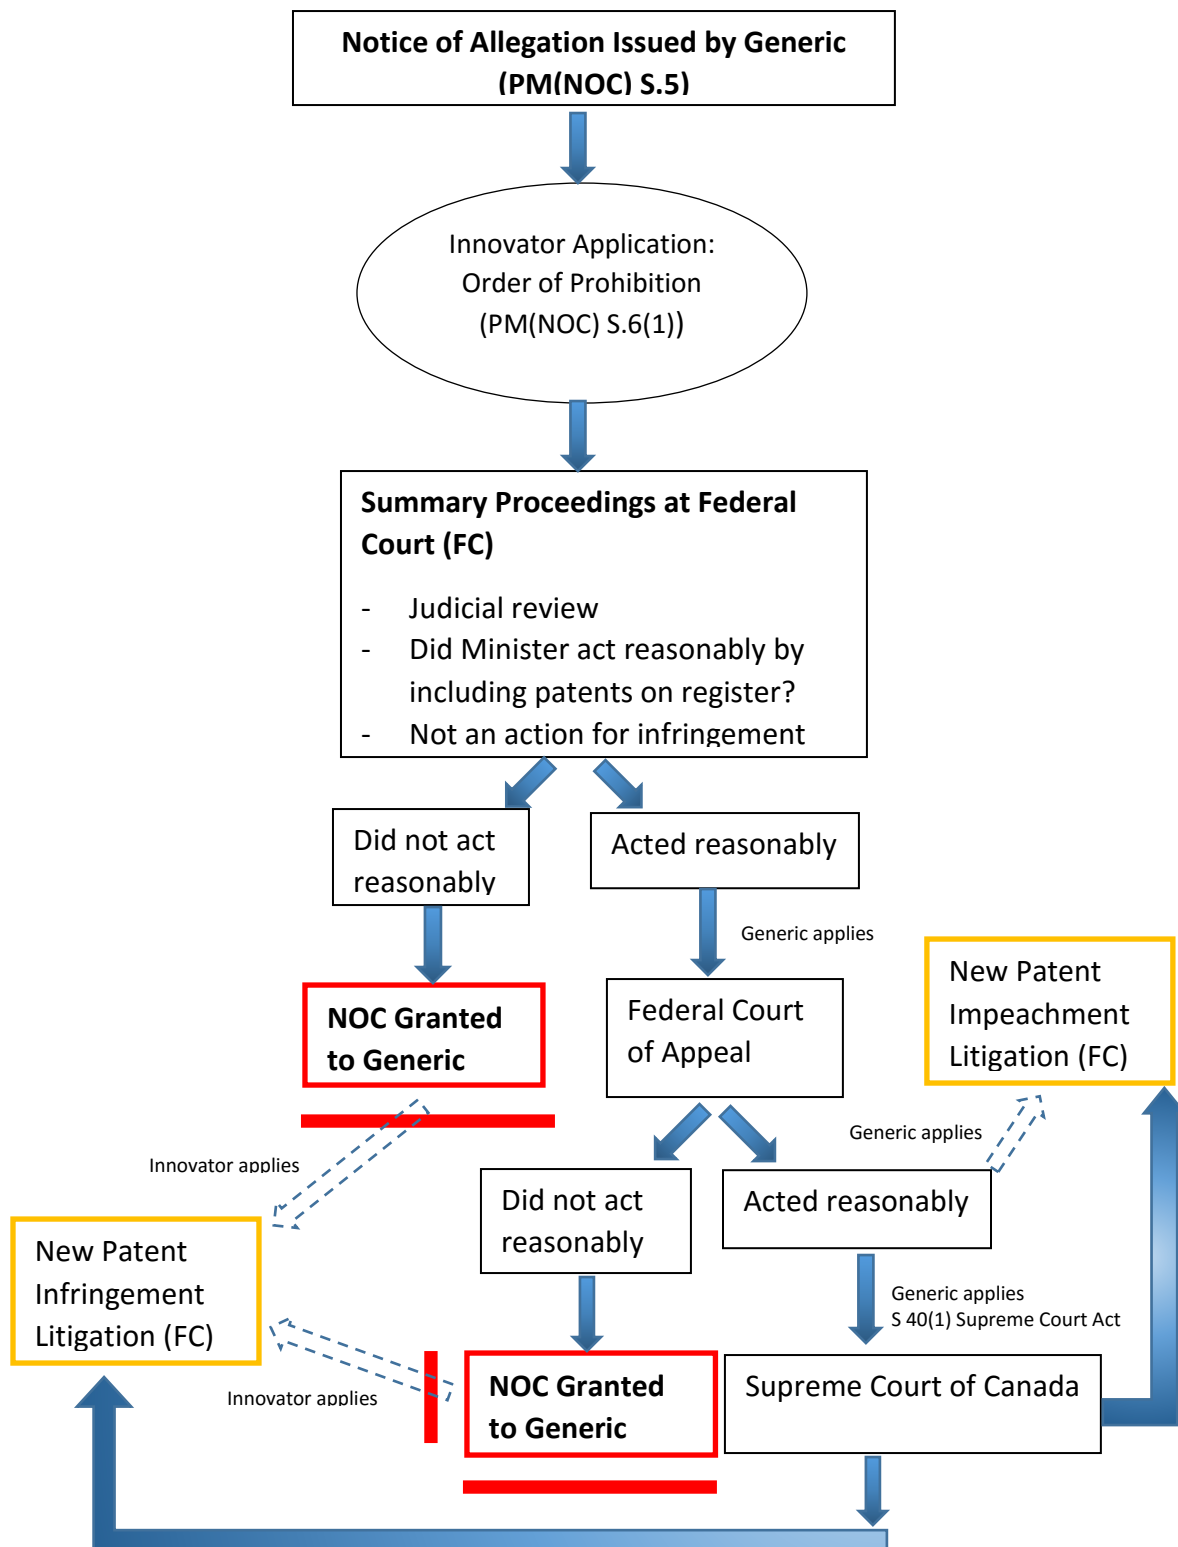 Notice of Allegation Issued by Generic
(PM(NOC) S.5)
Innovator Application:
Order of Prohibition
(PM(NOC) S.6(1))
Summary Proceedings at Federal
Court (FC)
- Judicial review
- Did Minister act reasonably by
including patents on register?
- Not an action for infringement
Did not act
reasonably
Acted reasonably
Generic applies
NOC Granted
to Generic
Federal Court
of Appeal
New Patent
Impeachment
Litigation (FC)
Generic applies
Innovator applies
Did not act
reasonably
Acted reasonably
New Patent
Infringement
Litigation (FC)
Generic applies
S 40(1) Supreme Court Act
Innovator applies
NOC Granted
to Generic
Supreme Court of Canada